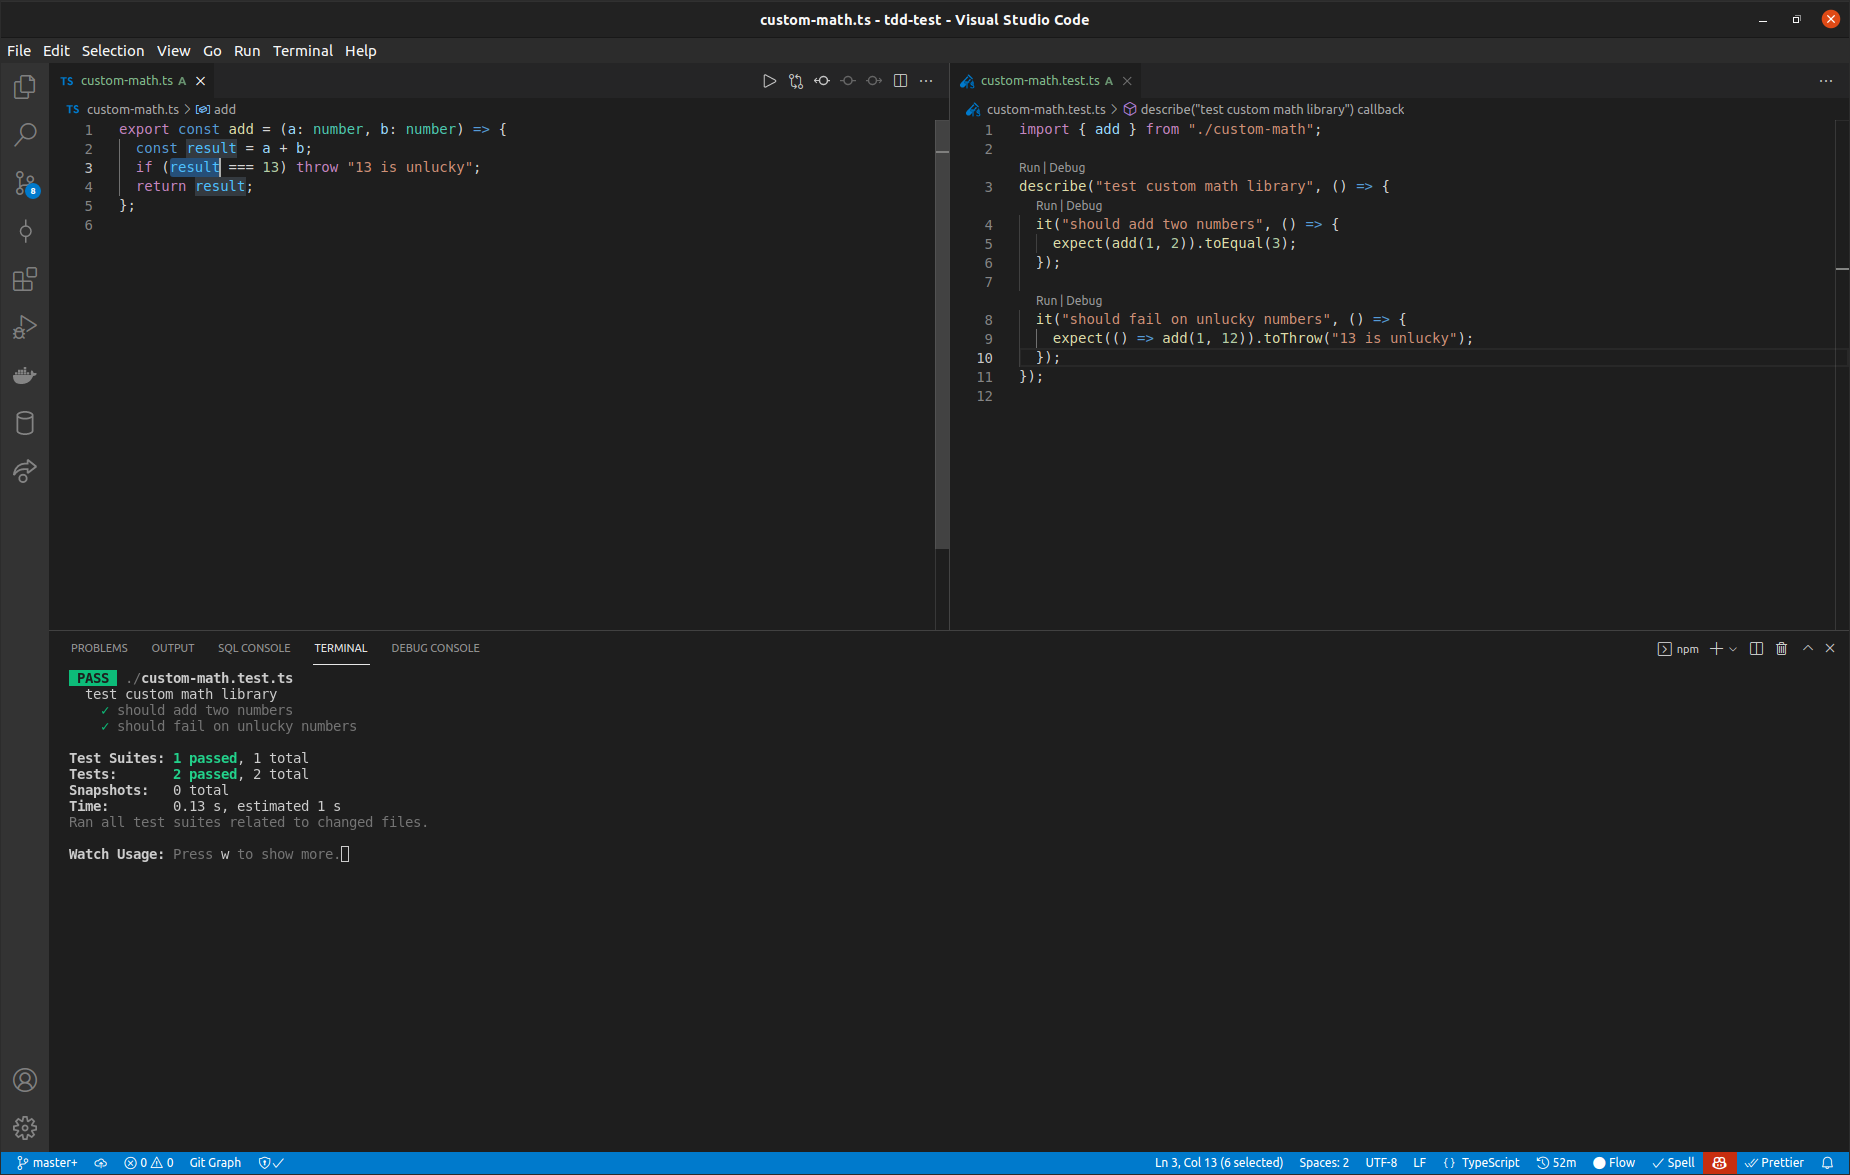 custom-math.ts - tdd-test - Visual Studio Code
File Edit Selection View Go Run Terminal Help
TS custom-math.ts A
TS custom-math.ts > add
1 export const add = (a: number, b: number) => {
2 const result = a + b;
3 if (result === 13) throw "13 is unlucky";
4 return result;
5 };
6
custom-math.test.ts A
custom-math.test.ts > describe("test custom math library") callback
1 import { add } from "./custom-math";
2
Run | Debug
3 describe("test custom math library", () => {
Run | Debug
4 it("should add two numbers", () => {
5 expect(add(1, 2)).toEqual(3);
6 });
7
Run | Debug
8 it("should fail on unlucky numbers", () => {
9 expect(() => add(1, 12)).toThrow("13 is unlucky");
10 });
11 });
12
8
PROBLEMS OUTPUT SQL CONSOLE TERMINAL DEBUG CONSOLE
npm
PASS ./custom-math.test.ts
test custom math library
✓ should add two numbers
✓ should fail on unlucky numbers
Test Suites: 1 passed, 1 total
Tests: 2 passed, 2 total
Snapshots: 0 total
Time: 0.13 s, estimated 1 s
Ran all test suites related to changed files.
Watch Usage: Press w to show more.
master+ 0 0 Git Graph
Ln 3, Col 13 (6 selected) Spaces: 2 UTF-8 LF {} TypeScript 52m Flow Spell Prettier